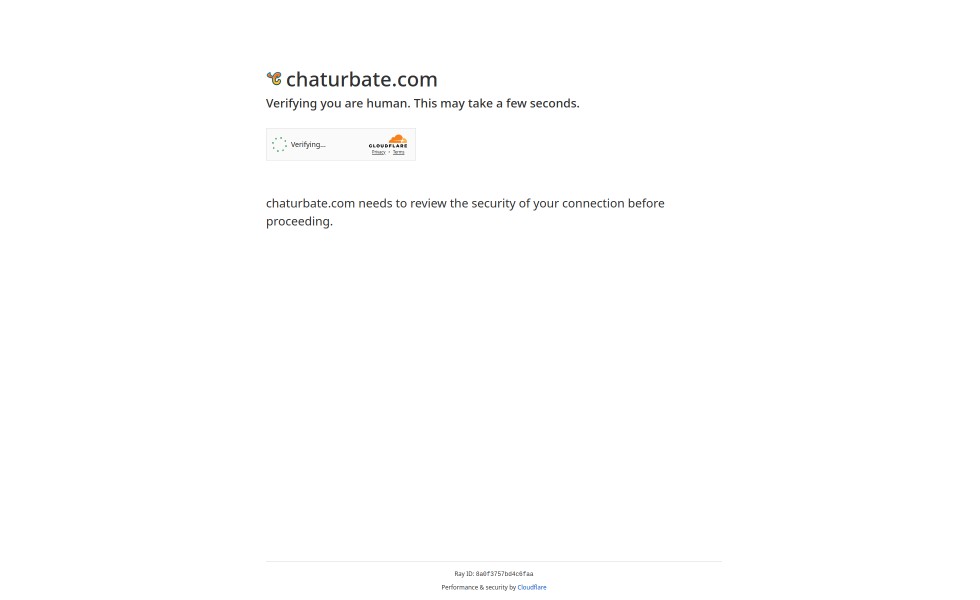 chaturbate.com
Verifying you are human. This may take a few seconds.
Verifying...
CLOUDFLARE
Privacy • Terms
chaturbate.com needs to review the security of your connection before
proceeding.
Ray ID: 8a0f3757bd4c6faa
Performance & security by Cloudflare